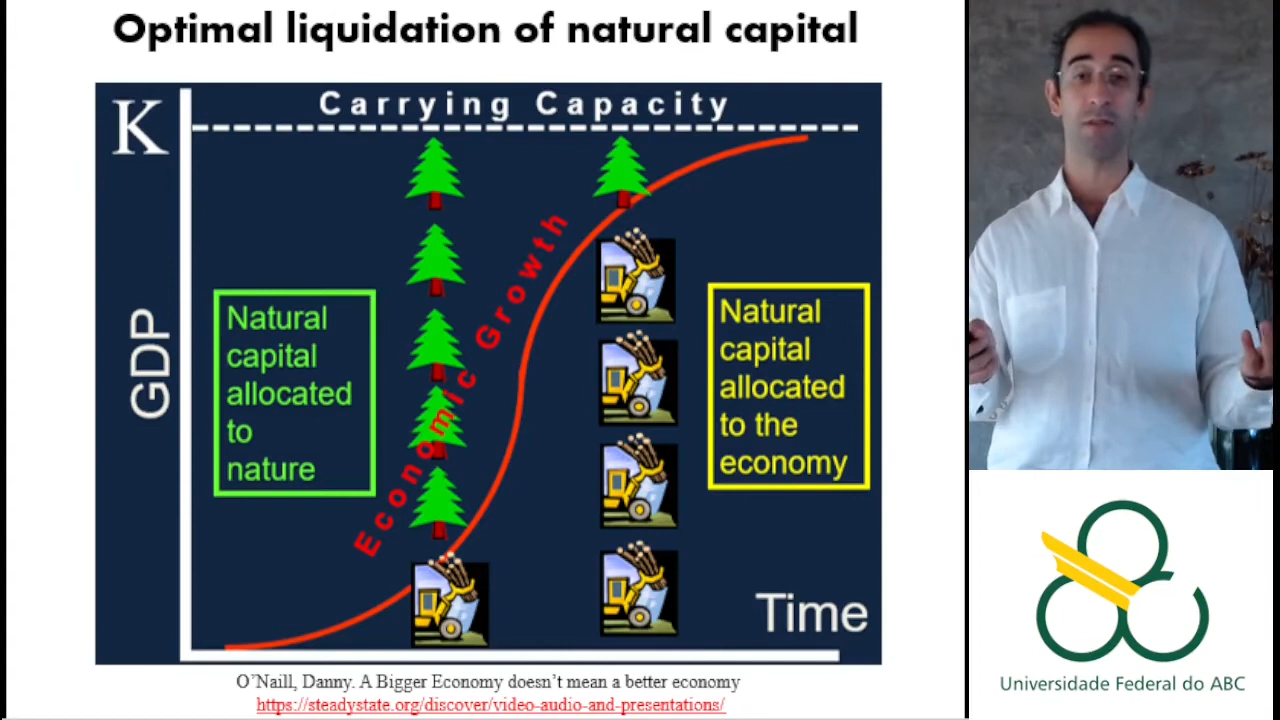 Optimal liquidation of natural capital
K
Carrying Capacity
GDP
Economic Growth
Natural
capital
allocated
to
nature
Natural
capital
allocated
to the
economy
Time
O’Naill, Danny. A Bigger Economy doesn’t mean a better economy
https://steadystate.org/discover/video-audio-and-presentations/
Universidade Federal do ABC